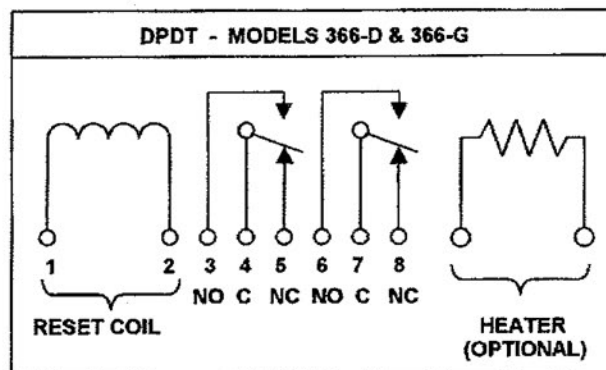 DPDT - MODELS 366-D & 366-G
1 2 3 4 5 6 7 8
NO C NC NO C NC
RESET COIL
HEATER
(OPTIONAL)